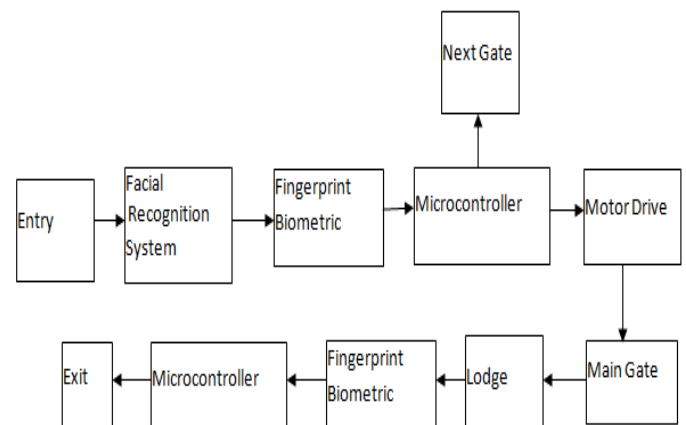 Next Gate
Entry
Facial
Recognition
System
Fingerprint
Biometric
Microcontroller
Motor Drive
Exit
Microcontroller
Fingerprint
Biometric
Lodge
Main Gate